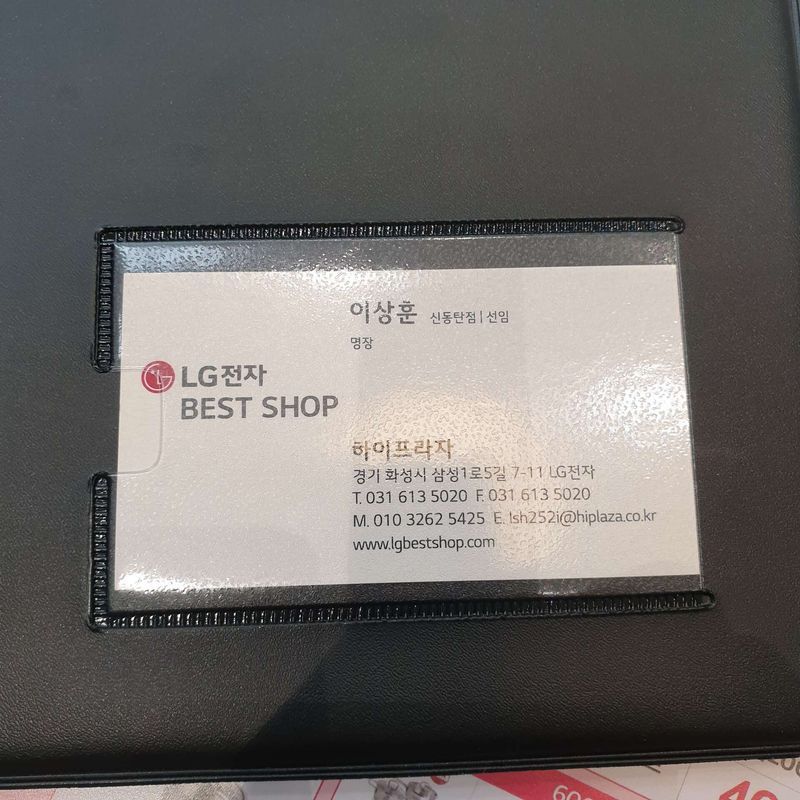 이상훈 신동탄점 | 선임
명장
LG전자
BEST SHOP
하이프라자
경기 화성시 삼성1로5길 7-11 LG전자
T. 031 613 5020 F. 031 613 5020
M. 010 3262 5425 E. lsh252i@hiplaza.co.kr
www.lgbestshop.com